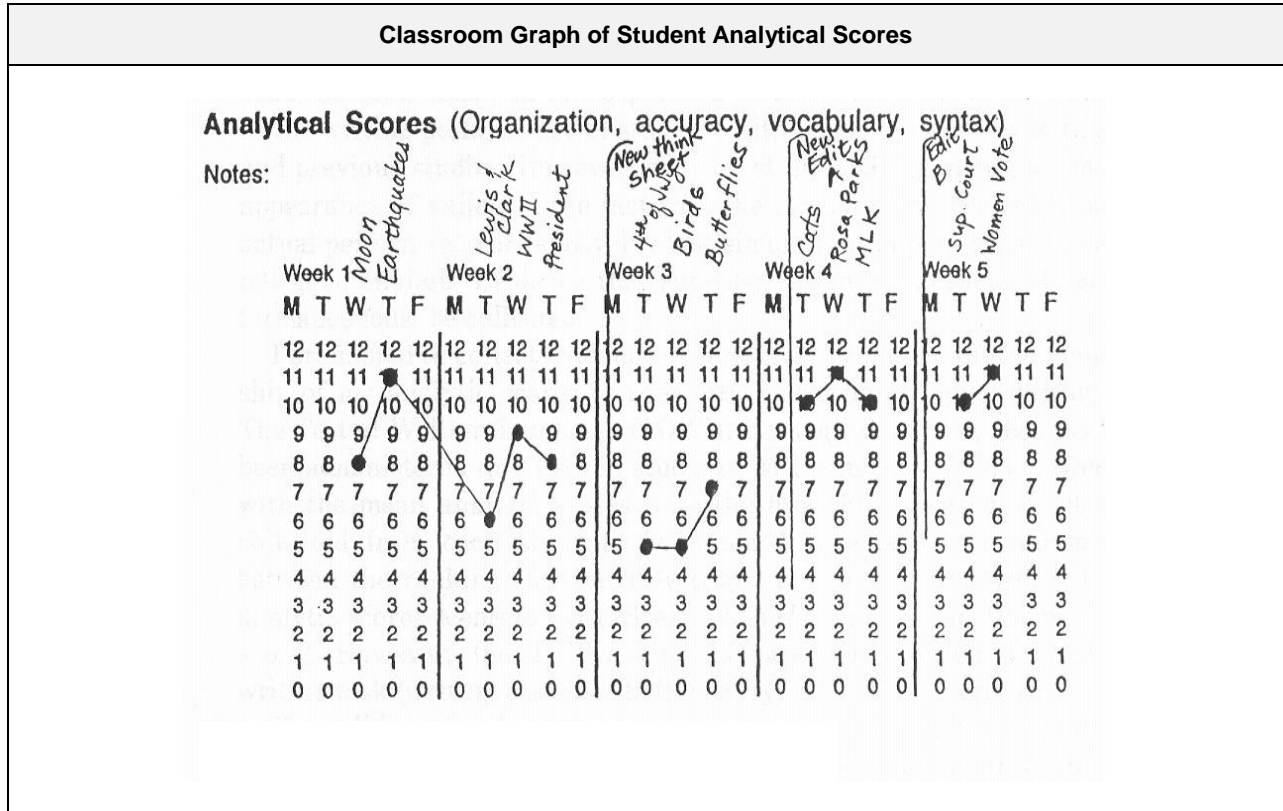 Classroom Graph of Student Analytical Scores
Analytical Scores (Organization, accuracy, vocabulary, syntax)
Notes:
Moon
Earthquakes
Lewis &
Clark
WWII
President
New think
sheet
4th of July
Birds
Butterflies
New
Edit
Cats
Rosa Parks
MLK
Edit
B
Sup. Court
Women Vote
Week 1 Week 2 Week 3 Week 4 Week 5
M T W T F M T W T F M T W T F M T W T F M T W T F
12 12 12 12 12 12 12 12 12 12 12 12 12 12 12 12 12 12 12 12 12 12 12 12 12
11 11 11 11 11 11 11 11 11 11 11 11 11 11 11 11 11 11 11 11 11 11
10 10 10 10 10 10 10 10 10 10 10 10 10 10 10 10 10 10 10 10 10 10
9 9 9 9 9 9 9 9 9 9 9 9 9 9 9 9 9 9 9 9 9 9 9 9
8 8 8 8 8 8 8 8 8 8 8 8 8 8 8 8 8 8 8 8 8 8 8
7 7 7 7 7 7 7 7 7 7 7 7 7 7 7 7 7 7 7 7 7 7 7 7
6 6 6 6 6 6 6 6 6 6 6 6 6 6 6 6 6 6 6 6 6 6 6 6
5 5 5 5 5 5 5 5 5 5 5 5 5 5 5 5 5 5 5 5 5 5 5
4 4 4 4 4 4 4 4 4 4 4 4 4 4 4 4 4 4 4 4 4 4 4 4 4
3 3 3 3 3 3 3 3 3 3 3 3 3 3 3 3 3 3 3 3 3 3 3 3 3
2 2 2 2 2 2 2 2 2 2 2 2 2 2 2 2 2 2 2 2 2 2 2 2 2
1 1 1 1 1 1 1 1 1 1 1 1 1 1 1 1 1 1 1 1 1 1 1 1
0 0 0 0 0 0 0 0 0 0 0 0 0 0 0 0 0 0 0 0 0 0 0 0 0